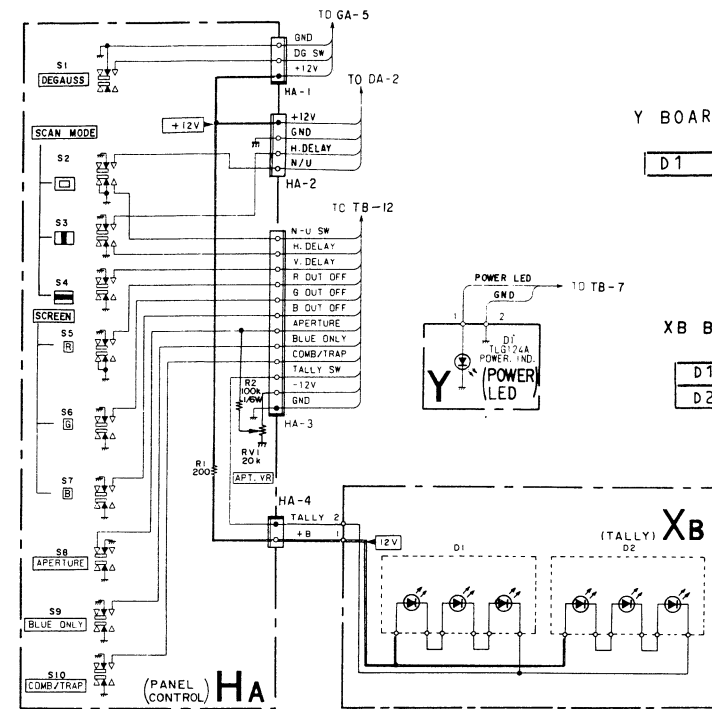 TO GA-5
GND
DG SW
+12V
HA-1
S1
DEGAUSS
TO DA-2
+12V
+12V
GND
H.DELAY
N/U
HA-2
SCAN MODE
S2
S3
S4
TO TB-12
N-U SW
H. DELAY
V. DELAY
R OUT OFF
G OUT OFF
B OUT OFF
APERTURE
BLUE ONLY
COMB/TRAP
TALLY SW
-12V
GND
HA-3
SCREEN
S5
R
S6
G
S7
B
R2
100k
1/6W
RV1
20k
APT. VR
R1
200
HA-4
TALLY 2
+B 1
S8
APERTURE
S9
BLUE ONLY
S10
COMB/TRAP
(PANEL
CONTROL)
HA
Y BOAR
D1
POWER LED
GND
TO TB-7
1
2
D1
TLG124A
POWER. IND.
Y
(POWER
LED)
XB B
D1
D2
12V
(TALLY) XB
D1
D2